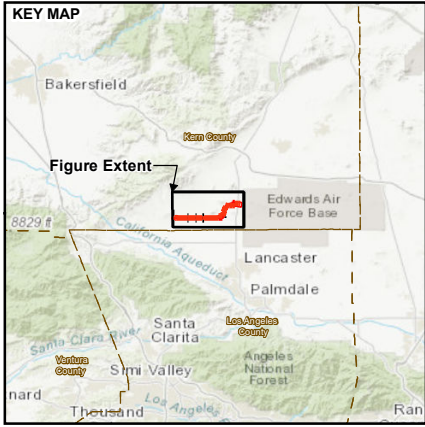 KEY MAP
Bakersfield
Kern County
Figure Extent
Edwards Air
Force Base
8829 ft
California Aqueduct
Lancaster
Palmdale
Santa
Clarita
Los Angeles
County
Santa Clara River
Ventura
County
Simi Valley
Angeles
National
Forest
nard
Thousand
Los Angeles
Ran